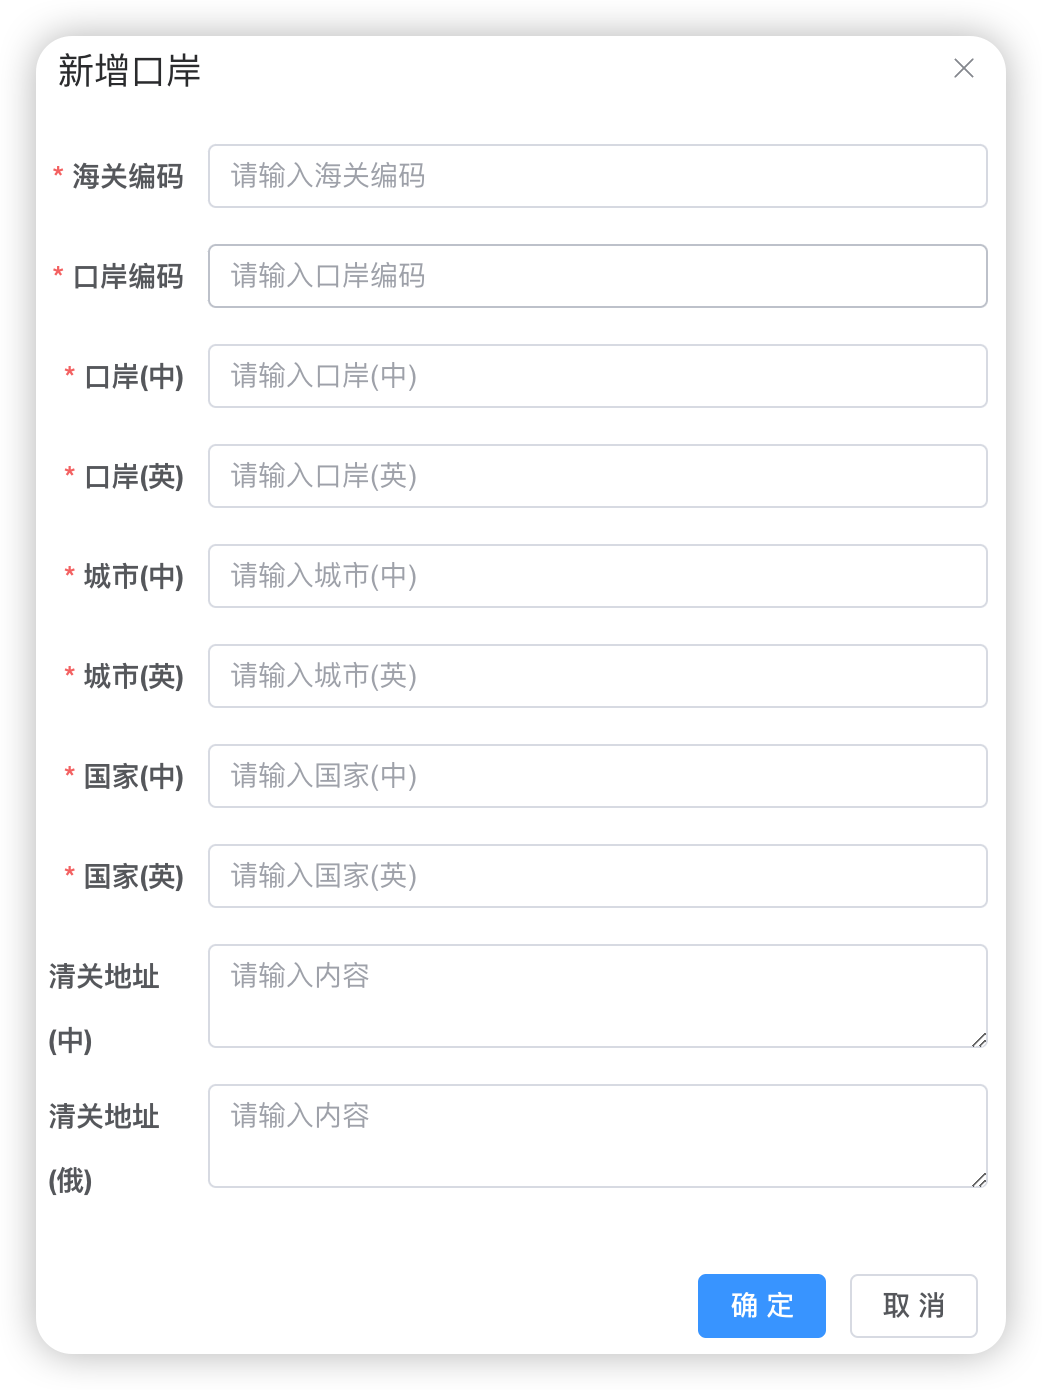 新增口岸
* 海关编码 请输入海关编码
* 口岸编码 请输入口岸编码
* 口岸(中) 请输入口岸(中)
* 口岸(英) 请输入口岸(英)
* 城市(中) 请输入城市(中)
* 城市(英) 请输入城市(英)
* 国家(中) 请输入国家(中)
* 国家(英) 请输入国家(英)
清关地址 请输入内容
(中)
清关地址 请输入内容
(俄)
确 定 取 消